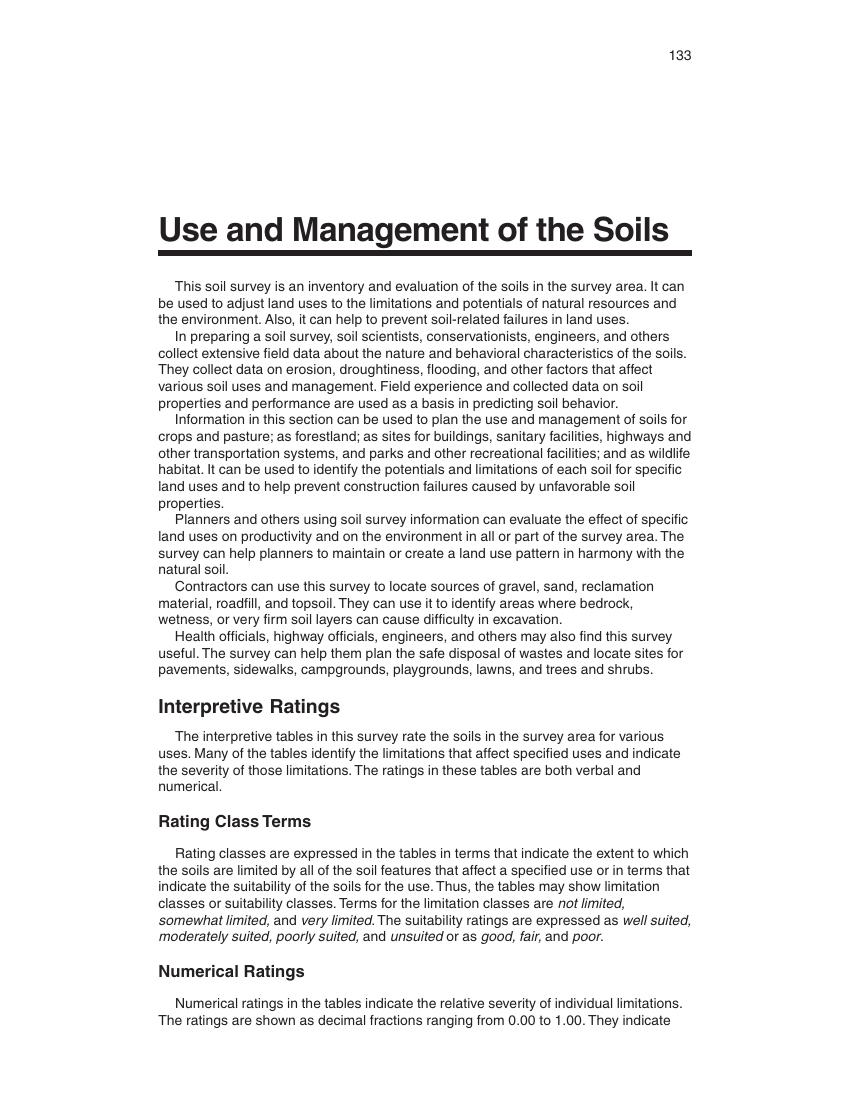 133
Use and Management of the Soils
This soil survey is an inventory and evaluation of the soils in the survey area. It can
be used to adjust land uses to the limitations and potentials of natural resources and
the environment. Also, it can help to prevent soil-related failures in land uses.
In preparing a soil survey, soil scientists, conservationists, engineers, and others
collect extensive field data about the nature and behavioral characteristics of the soils.
They collect data on erosion, droughtiness, flooding, and other factors that affect
various soil uses and management. Field experience and collected data on soil
properties and performance are used as a basis in predicting soil behavior.
Information in this section can be used to plan the use and management of soils for
crops and pasture; as forestland; as sites for buildings, sanitary facilities, highways and
other transportation systems, and parks and other recreational facilities; and as wildlife
habitat. It can be used to identify the potentials and limitations of each soil for specific
land uses and to help prevent construction failures caused by unfavorable soil
properties.
Planners and others using soil survey information can evaluate the effect of specific
land uses on productivity and on the environment in all or part of the survey area. The
survey can help planners to maintain or create a land use pattern in harmony with the
natural soil.
Contractors can use this survey to locate sources of gravel, sand, reclamation
material, roadfill, and topsoil. They can use it to identify areas where bedrock,
wetness, or very firm soil layers can cause difficulty in excavation.
Health officials, highway officials, engineers, and others may also find this survey
useful. The survey can help them plan the safe disposal of wastes and locate sites for
pavements, sidewalks, campgrounds, playgrounds, lawns, and trees and shrubs.
Interpretive Ratings
The interpretive tables in this survey rate the soils in the survey area for various
uses. Many of the tables identify the limitations that affect specified uses and indicate
the severity of those limitations. The ratings in these tables are both verbal and
numerical.
Rating Class Terms
Rating classes are expressed in the tables in terms that indicate the extent to which
the soils are limited by all of the soil features that affect a specified use or in terms that
indicate the suitability of the soils for the use. Thus, the tables may show limitation
classes or suitability classes. Terms for the limitation classes are not limited,
somewhat limited, and very limited. The suitability ratings are expressed as well suited,
moderately suited, poorly suited, and unsuited or as good, fair, and poor.
Numerical Ratings
Numerical ratings in the tables indicate the relative severity of individual limitations.
The ratings are shown as decimal fractions ranging from 0.00 to 1.00. They indicate